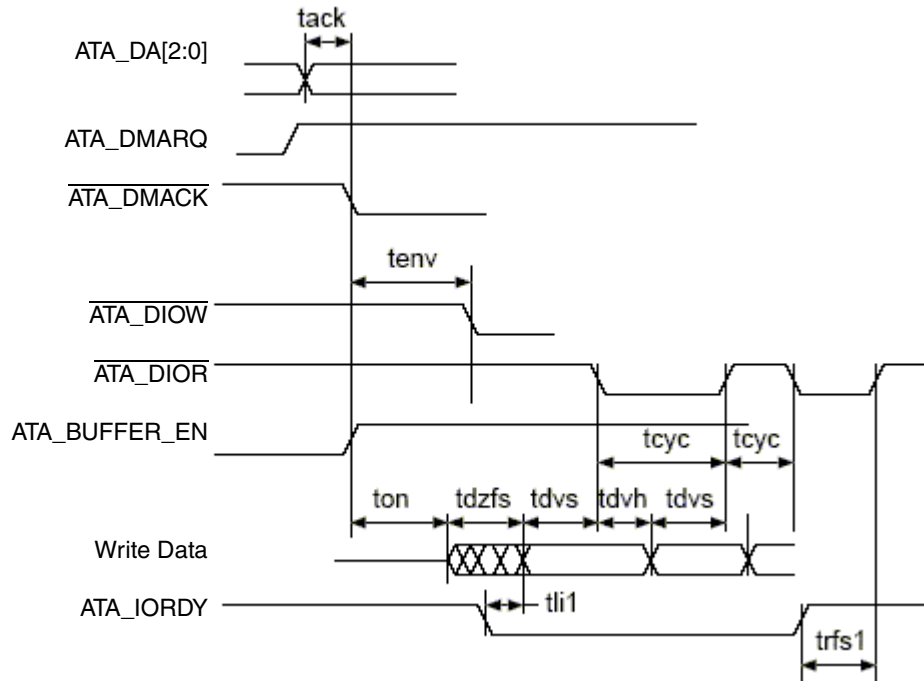 tack
ATA_DA[2:0]
ATA_DMARQ
ATA_DMACK
tenv
ATA_DIOW
ATA_DIOR
ATA_BUFFER_EN
tcyc tcyc
ton tdzfs tdvs tdvh tdvs
Write Data
tli1
ATA_IORDY
trfs1